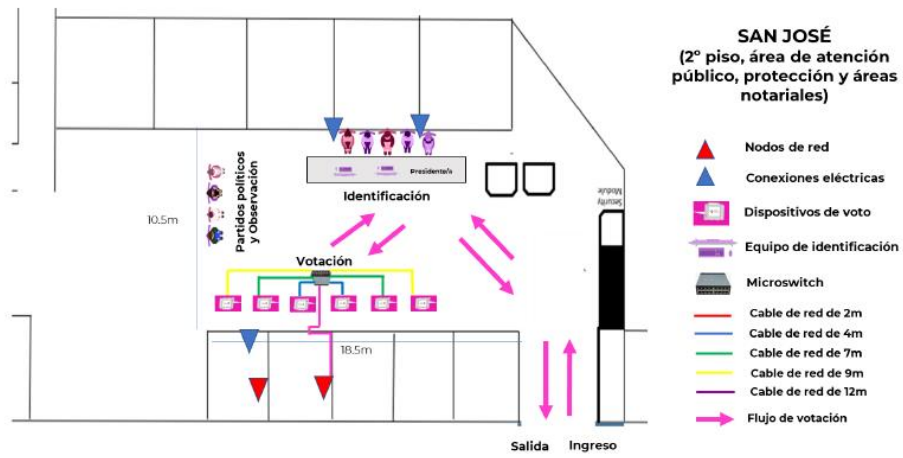 SAN JOSÉ
(2º piso, área de atención
público, protección y áreas
notariales)
Nodos de red
Conexiones eléctricas
Dispositivos de voto
Equipo de identificación
Microswitch
Cable de red de 2m
Cable de red de 4m
Cable de red de 7m
Cable de red de 9m
Cable de red de 12m
Flujo de votación
Presidente/a
Identificación
Partidos políticos
y Observación
10.5m
Security
Module
Votación
18.5m
Salida
Ingreso